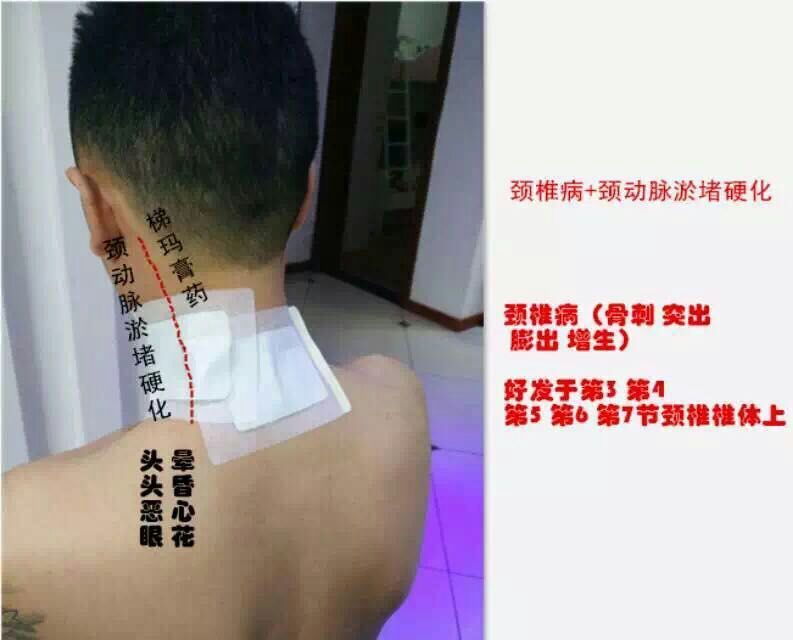 梯玛膏药
颈动脉淤堵硬化
头晕
头昏
恶心
眼花
颈椎病+颈动脉淤堵硬化
颈椎病（骨刺 突出
膨出 增生）
好发于第3 第4
第5 第6 第7节颈椎椎体上